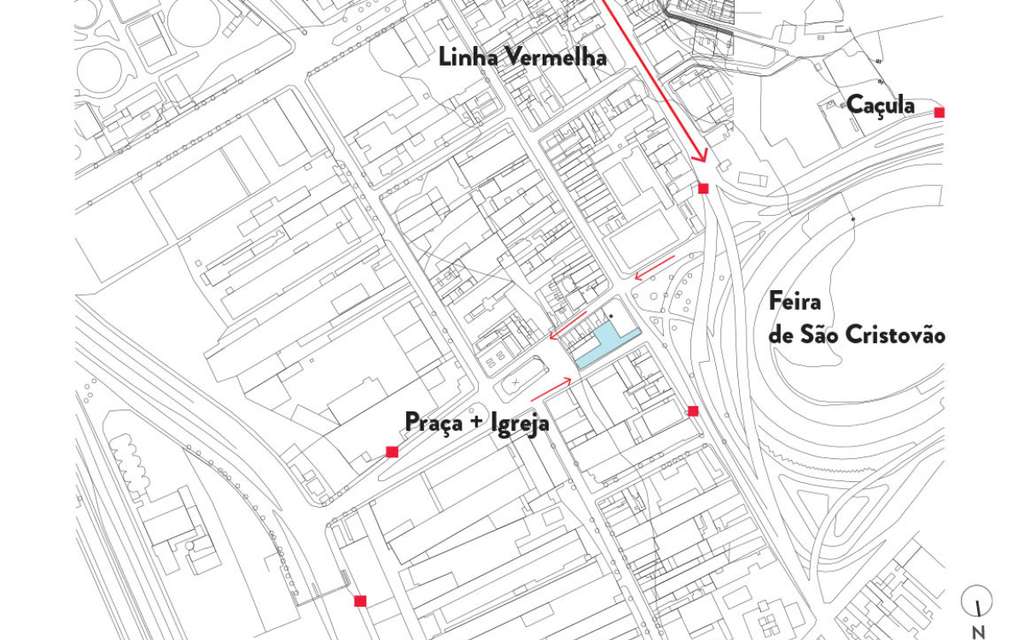 Linha Vermelha
Caçula
Feira
de São Cristovão
Praça + Igreja
N